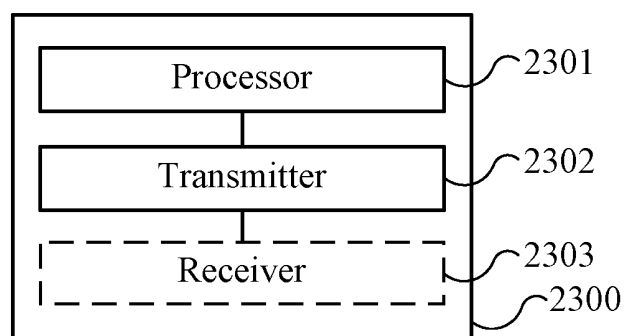 Processor
2301
Transmitter
2302
Receiver
2303
2300